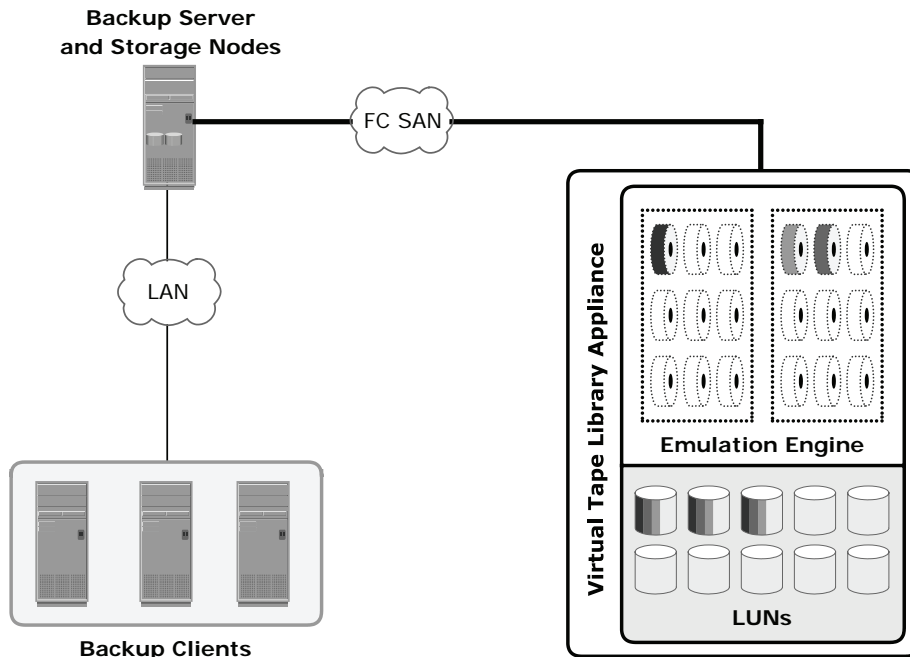 Backup Server
and Storage Nodes
FC SAN
LAN
Virtual Tape Library Appliance
Emulation Engine
LUNs
Backup Clients